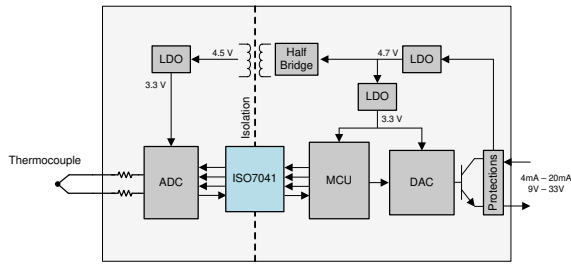 LDO
4.5 V
Half
Bridge
4.7 V
LDO
3.3 V
LDO
3.3 V
Isolation
Thermocouple
ADC
ISO7041
MCU
DAC
Protections
4mA – 20mA
9V – 33V